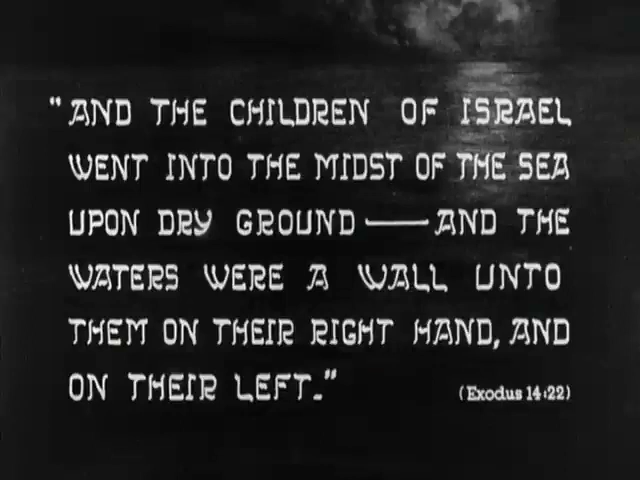 "AND THE CHILDREN OF ISRAEL
WENT INTO THE MIDST OF THE SEA
UPON DRY GROUND — AND THE
WATERS WERE A WALL UNTO
THEM ON THEIR RIGHT HAND, AND
ON THEIR LEFT." (Exodus 14:22)